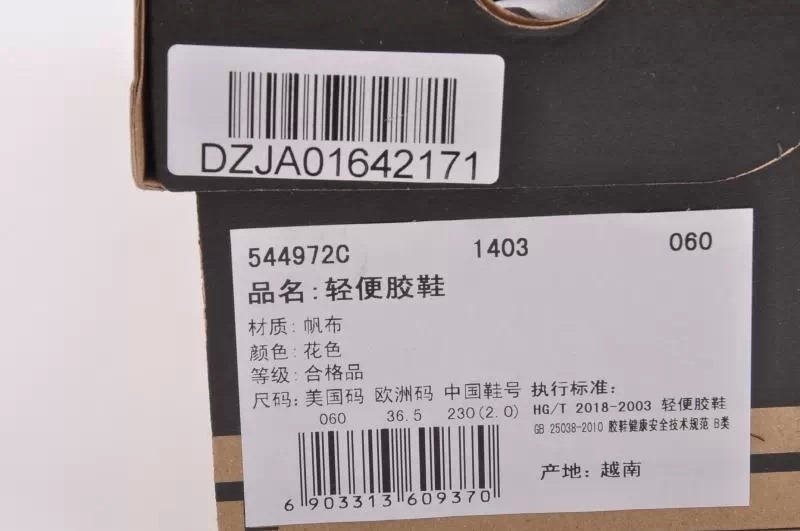 DZJA01642171
544972C 1403 060
品名:轻便胶鞋
材质:帆布
颜色:花色
等级:合格品
尺码:美国码 欧洲码 中国鞋号
060 36.5 230(2.0)
6 903313 609370
执行标准:
HG/T 2018-2003 轻便胶鞋
GB 25038-2010 胶鞋健康安全技术规范 B类
产地:越南